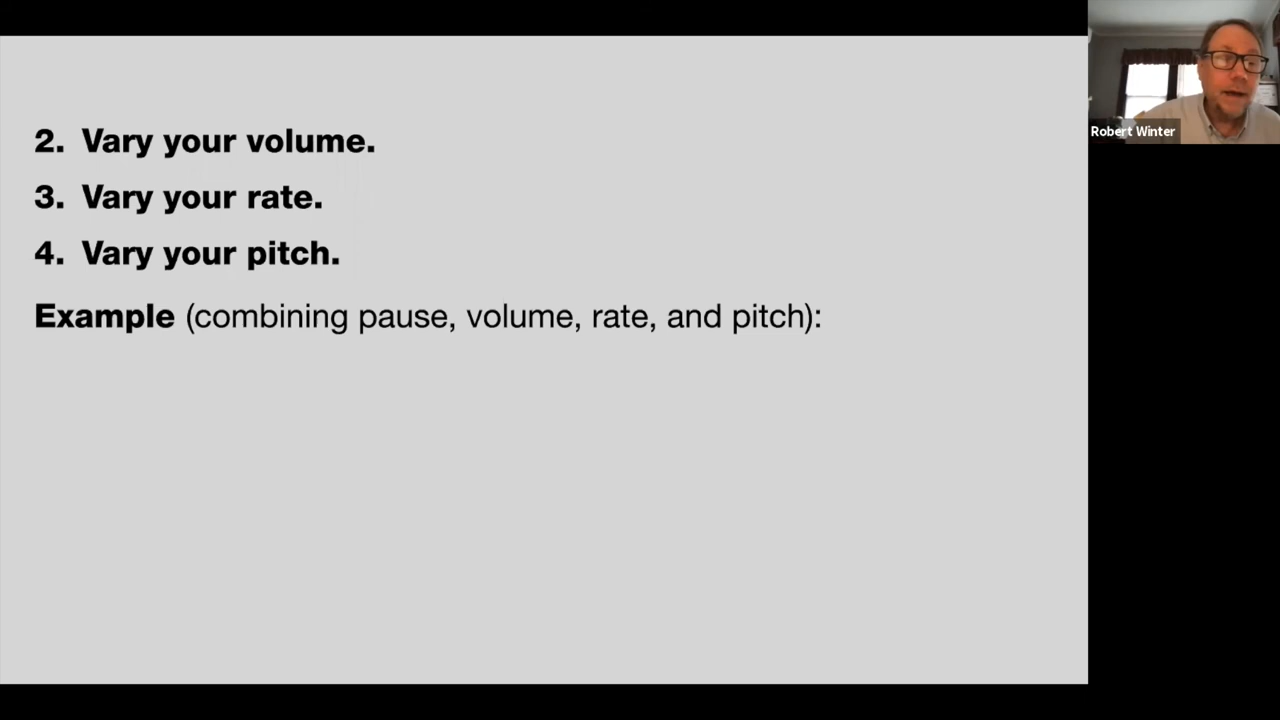 2. Vary your volume.
3. Vary your rate.
4. Vary your pitch.
Example (combining pause, volume, rate, and pitch):
Robert Winter